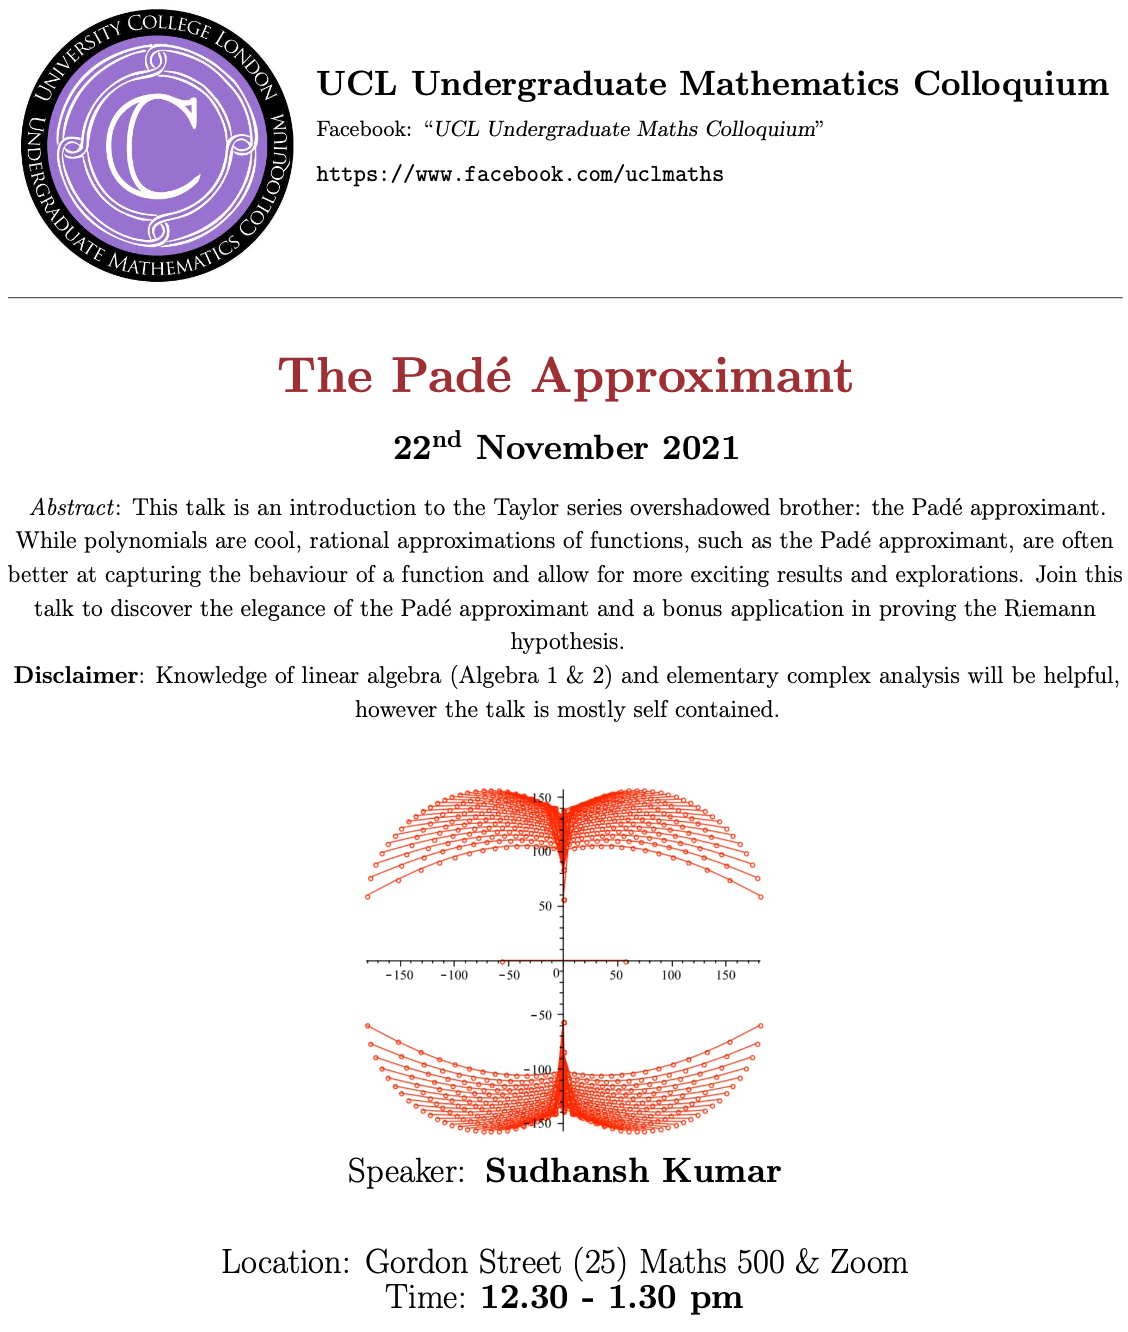 UNIVERSITY COLLEGE LONDON
UNDERGRADUATE MATHEMATICS COLLOQUIUM
C
UCL Undergraduate Mathematics Colloquium
Facebook: “UCL Undergraduate Maths Colloquium”
https://www.facebook.com/uclmaths
The Padé Approximant
22nd November 2021
Abstract: This talk is an introduction to the Taylor series overshadowed brother: the Padé approximant.
While polynomials are cool, rational approximations of functions, such as the Padé approximant, are often
better at capturing the behaviour of a function and allow for more exciting results and explorations. Join this
talk to discover the elegance of the Padé approximant and a bonus application in proving the Riemann
hypothesis.
Disclaimer: Knowledge of linear algebra (Algebra 1 & 2) and elementary complex analysis will be helpful,
however the talk is mostly self contained.
150
100
50
−150 −100 −50 0 50 100 150
−50
−100
−150
Speaker: Sudhansh Kumar
Location: Gordon Street (25) Maths 500 & Zoom
Time: 12.30 - 1.30 pm